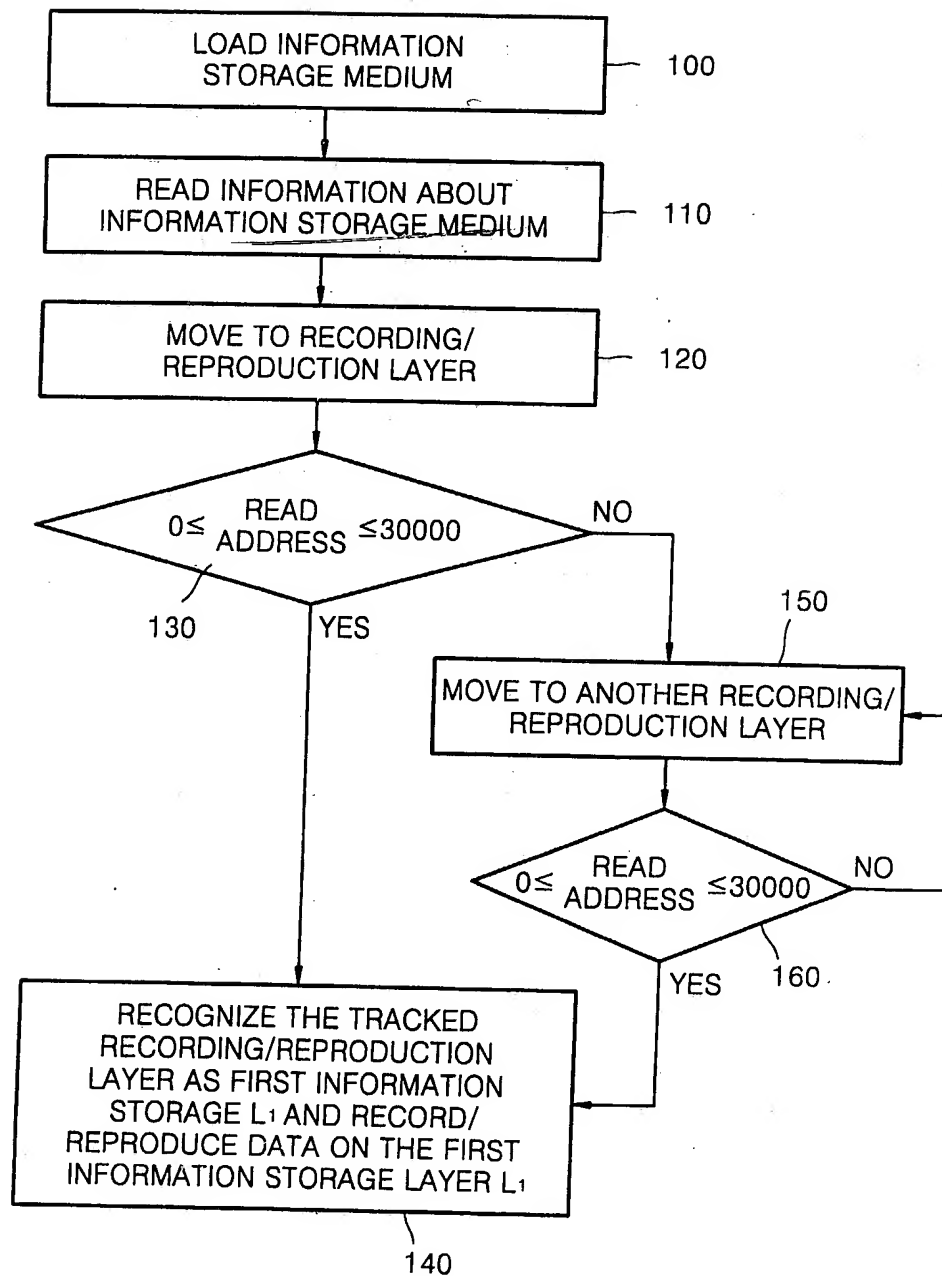 LOAD INFORMATION
STORAGE MEDIUM
100
READ INFORMATION ABOUT
INFORMATION STORAGE MEDIUM
110
MOVE TO RECORDING/
REPRODUCTION LAYER
120
0≤ READ ADDRESS ≤30000
NO
130
YES
150
MOVE TO ANOTHER RECORDING/
REPRODUCTION LAYER
0≤ READ ADDRESS ≤30000
NO
160
YES
RECOGNIZE THE TRACKED
RECORDING/REPRODUCTION
LAYER AS FIRST INFORMATION
STORAGE L1 AND RECORD/
REPRODUCE DATA ON THE FIRST
INFORMATION STORAGE LAYER L1
140